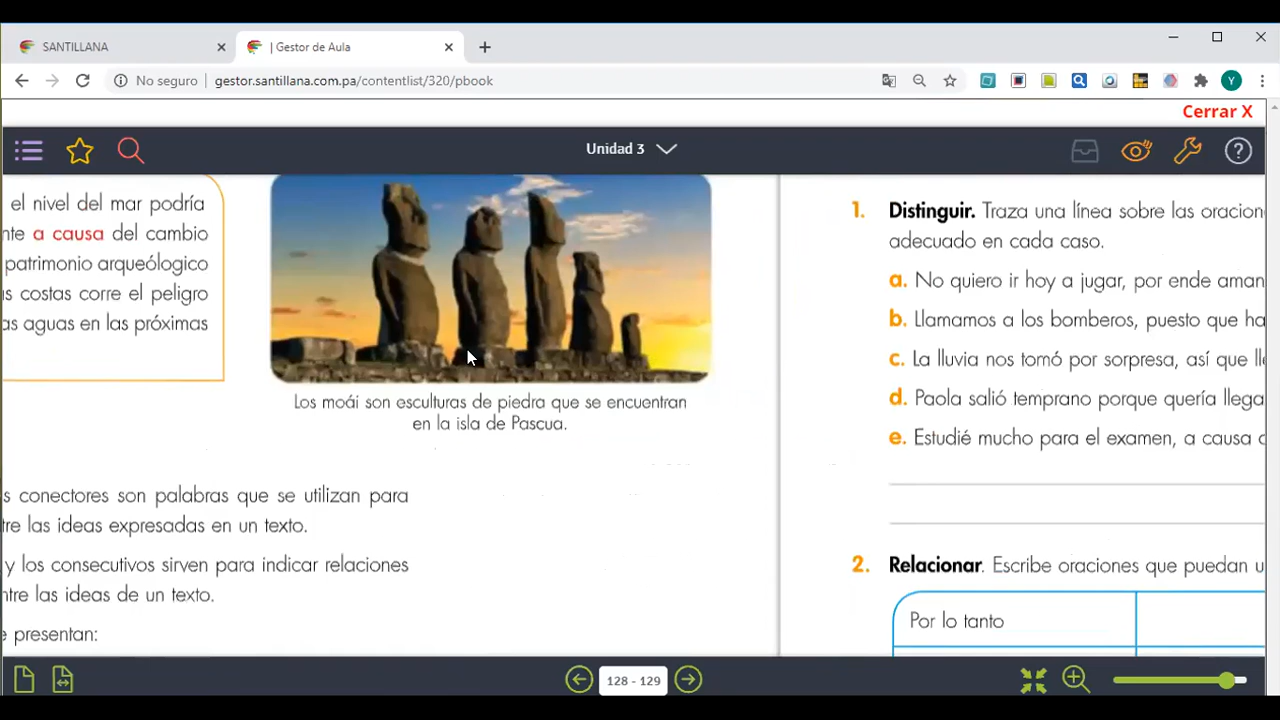 SANTILLANA
| Gestor de Aula
No seguro
gestor.santillana.com.pa/contentlist/320/pbook
Y
Cerrar X
Unidad 3
el nivel del mar podría
nte a causa del cambio
patrimonio arqueológico
s costas corre el peligro
as aguas en las próximas
Los moái son esculturas de piedra que se encuentran
en la isla de Pascua.
s conectores son palabras que se utilizan para
tre las ideas expresadas en un texto.
y los consecutivos sirven para indicar relaciones
ntre las ideas de un texto.
e presentan:
1. Distinguir. Traza una línea sobre las oracion
adecuado en cada caso.
a. No quiero ir hoy a jugar, por ende aman
b. Llamamos a los bomberos, puesto que ha
c. La lluvia nos tomó por sorpresa, así que lle
d. Paola salió temprano porque quería llega
e. Estudié mucho para el examen, a causa
2. Relacionar. Escribe oraciones que puedan u
Por lo tanto
128 - 129